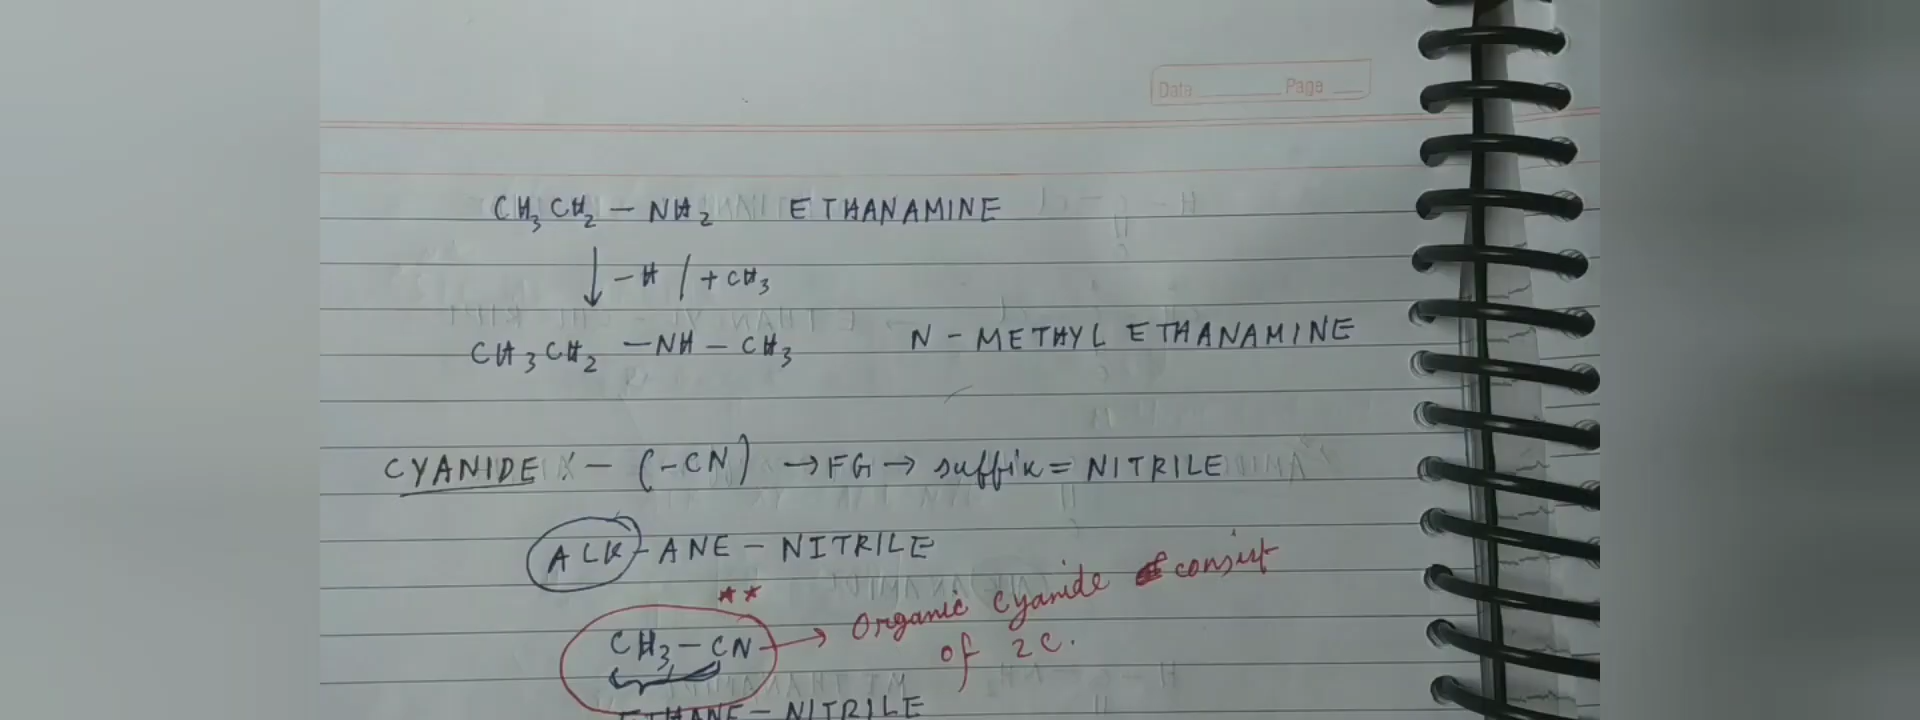 Date Page
CH3CH2 - NH2 ETHANAMINE
↓ -H / +CH3
CH3CH2 - NH - CH3 N - METHYL ETHANAMINE
CYANIDE - (-CN) → FG → suffix = NITRILE
ALK - ANE - NITRILE
**
CH3 - CN → Organic cyanide consist
of 2C.
ETHANE - NITRILE